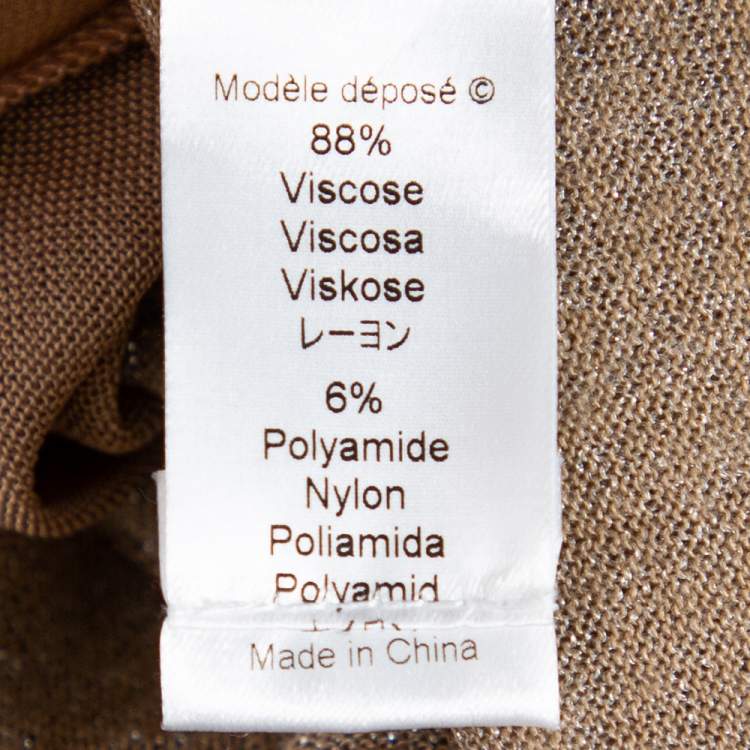 Modèle déposé ©
88%
Viscose
Viscosa
Viskose
レーヨン
6%
Polyamide
Nylon
Poliamida
Polyamid
Made in China